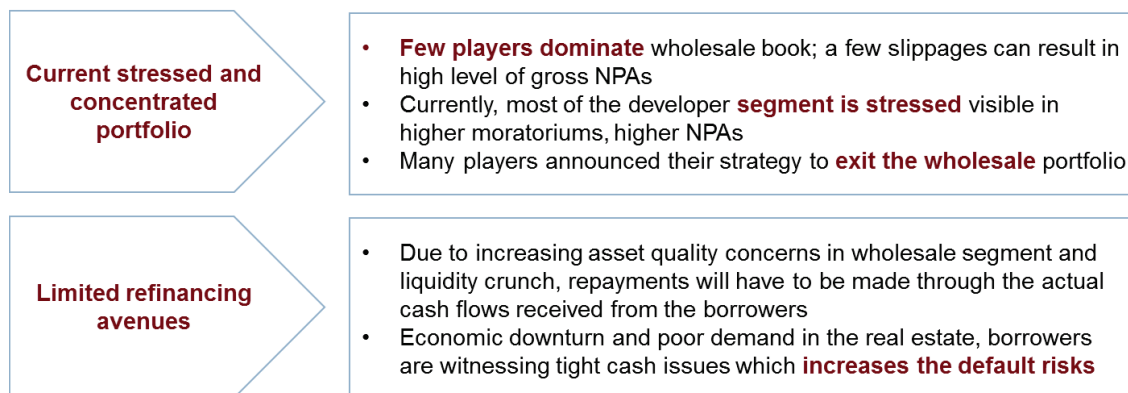 Current stressed and
concentrated
portfolio
• Few players dominate wholesale book; a few slippages can result in
high level of gross NPAs
• Currently, most of the developer segment is stressed visible in
higher moratoriums, higher NPAs
• Many players announced their strategy to exit the wholesale portfolio
Limited refinancing
avenues
• Due to increasing asset quality concerns in wholesale segment and
liquidity crunch, repayments will have to be made through the actual
cash flows received from the borrowers
• Economic downturn and poor demand in the real estate, borrowers
are witnessing tight cash issues which increases the default risks